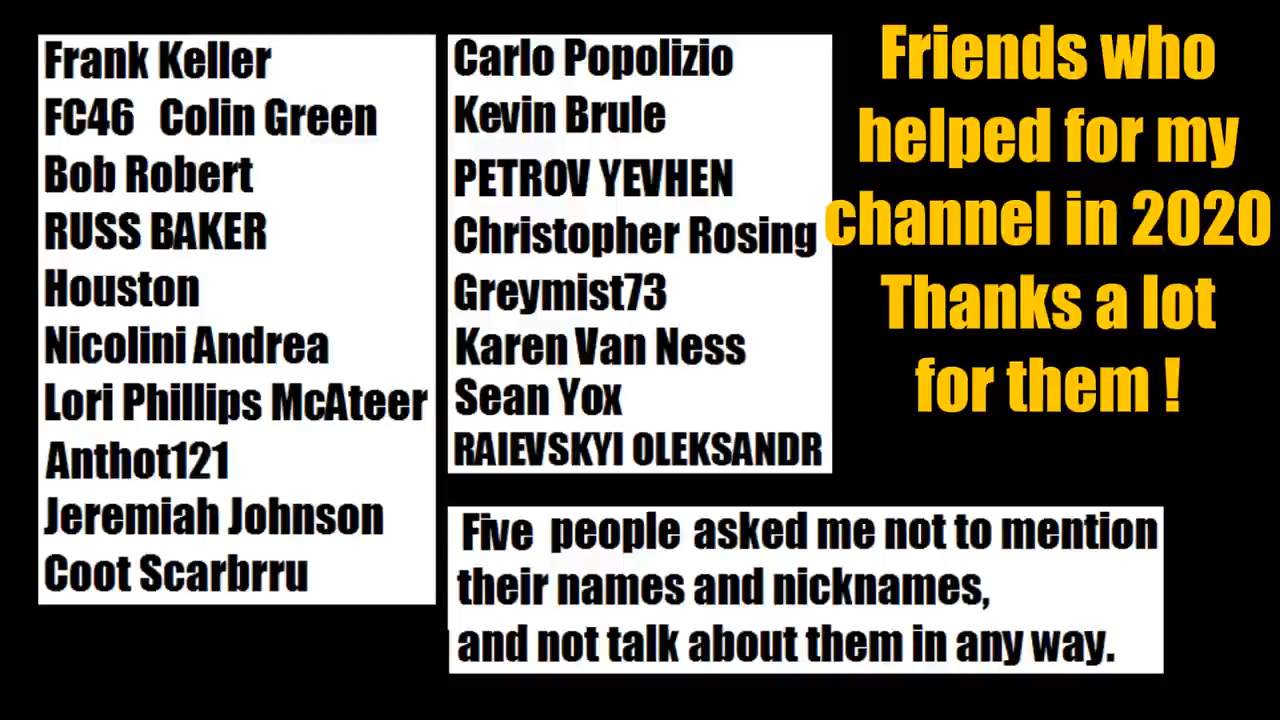 Frank Keller
FC46 Colin Green
Bob Robert
RUSS BAKER
Houston
Nicolini Andrea
Lori Phillips McAteer
Anthot121
Jeremiah Johnson
Coot Scarbrru
Carlo Popolizio
Kevin Brule
PETROV YEVHEN
Christopher Rosing
Greymist73
Karen Van Ness
Sean Yox
RAIEVSKYI OLEKSANDR
Friends who
helped for my
channel in 2020
Thanks a lot
for them !
Five people asked me not to mention
their names and nicknames,
and not talk about them in any way.